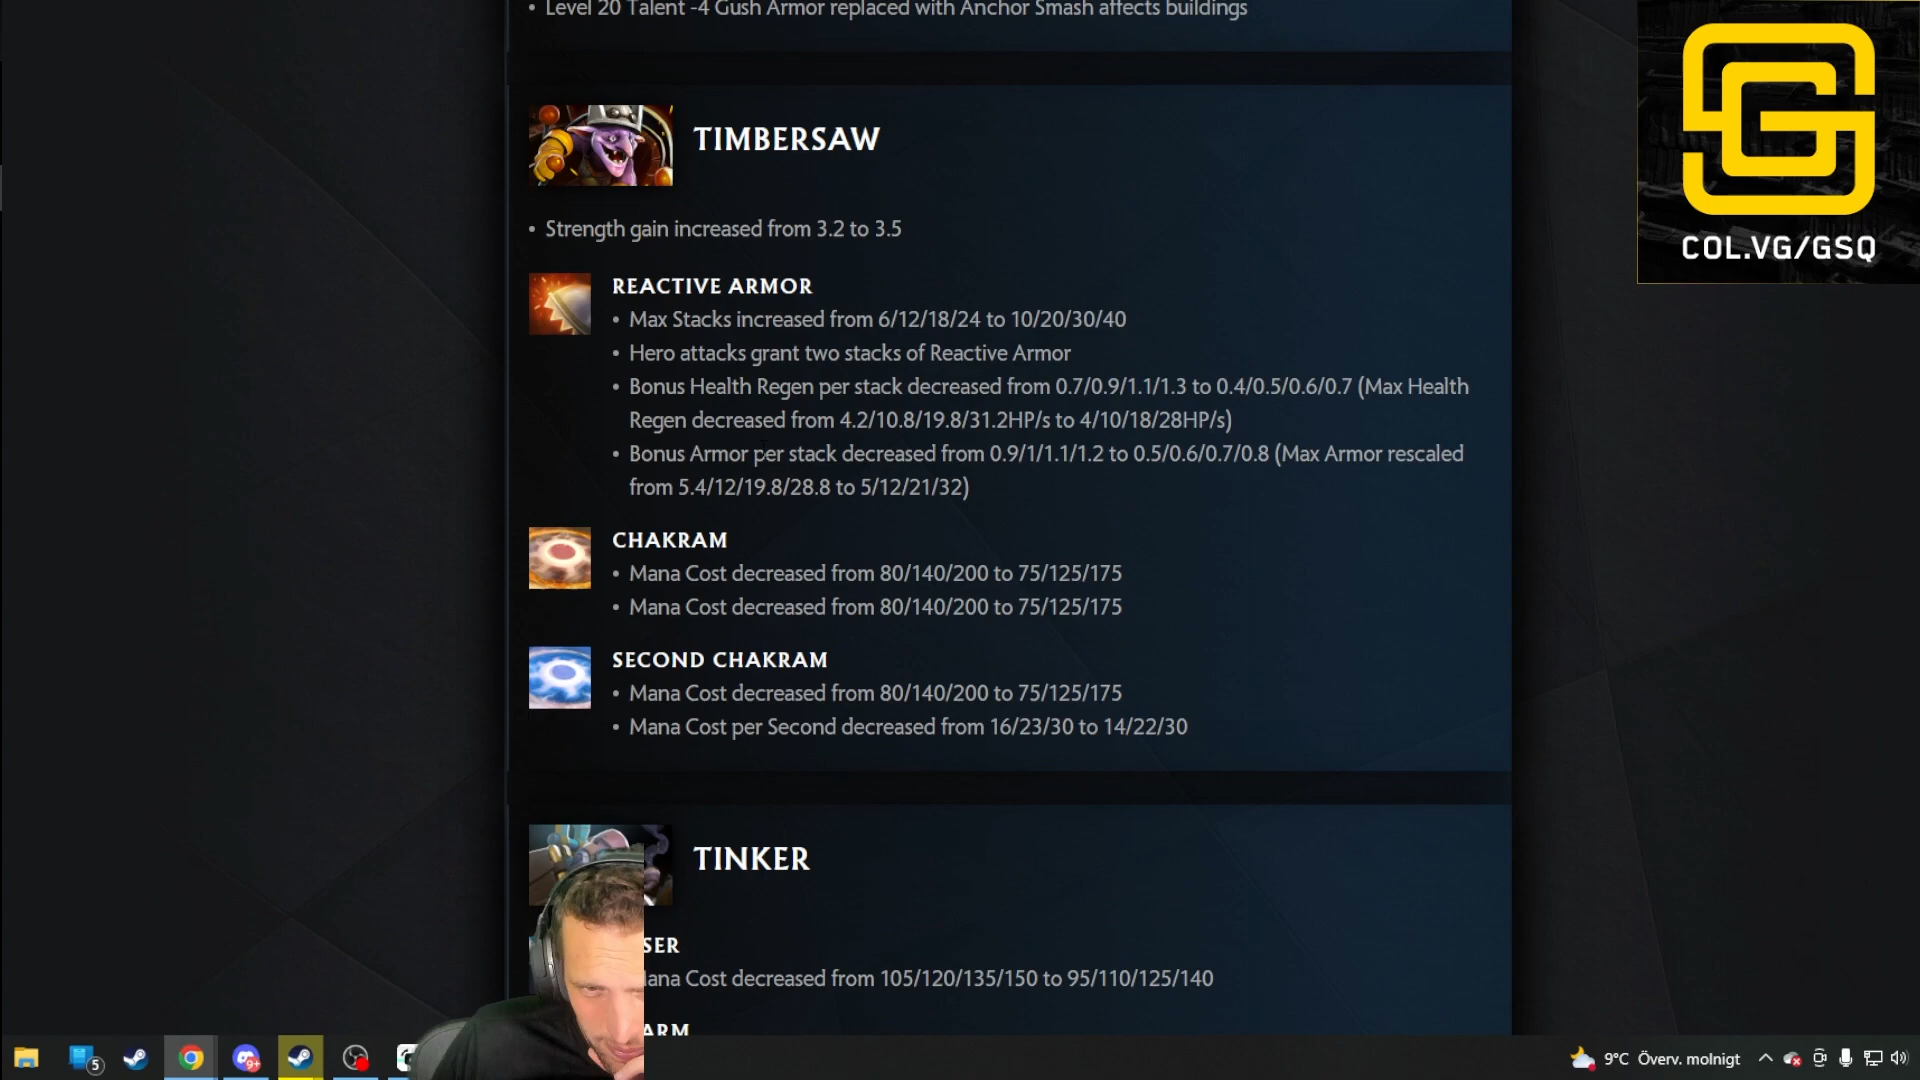 • Level 20 Talent -4 Gush Armor replaced with Anchor Smash affects buildings
COL.VG/GSQ
TIMBERSAW
• Strength gain increased from 3.2 to 3.5
REACTIVE ARMOR
• Max Stacks increased from 6/12/18/24 to 10/20/30/40
• Hero attacks grant two stacks of Reactive Armor
• Bonus Health Regen per stack decreased from 0.7/0.9/1.1/1.3 to 0.4/0.5/0.6/0.7 (Max Health
Regen decreased from 4.2/10.8/19.8/31.2HP/s to 4/10/18/28HP/s)
• Bonus Armor per stack decreased from 0.9/1/1.1/1.2 to 0.5/0.6/0.7/0.8 (Max Armor rescaled
from 5.4/12/19.8/28.8 to 5/12/21/32)
CHAKRAM
• Mana Cost decreased from 80/140/200 to 75/125/175
• Mana Cost decreased from 80/140/200 to 75/125/175
SECOND CHAKRAM
• Mana Cost decreased from 80/140/200 to 75/125/175
• Mana Cost per Second decreased from 16/23/30 to 14/22/30
TINKER
SER
ana Cost decreased from 105/120/135/150 to 95/110/125/140
ARM
5
9+
9°C Överv. molnigt